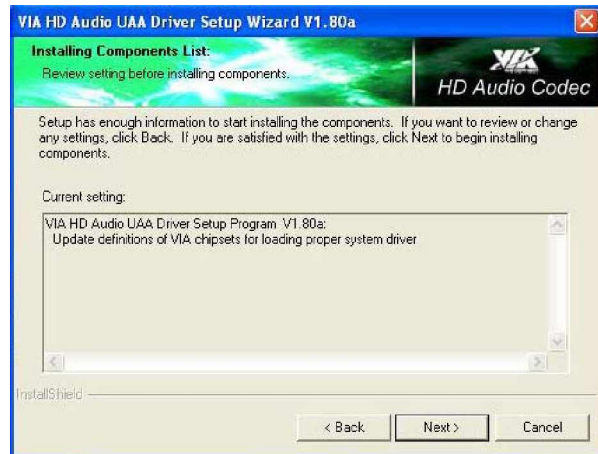 VIA HD Audio UAA Driver Setup Wizard V1.80a
Installing Components List:
Review setting before installing components.
VIA
HD Audio Codec
Setup has enough information to start installing the components. If you want to review or change
any settings, click Back. If you are satisfied with the settings, click Next to begin installing
components.
Current setting:
VIA HD Audio UAA Driver Setup Program V1.80a:
Update definitions of VIA chipsets for loading proper system driver
InstallShield
< Back
Next >
Cancel